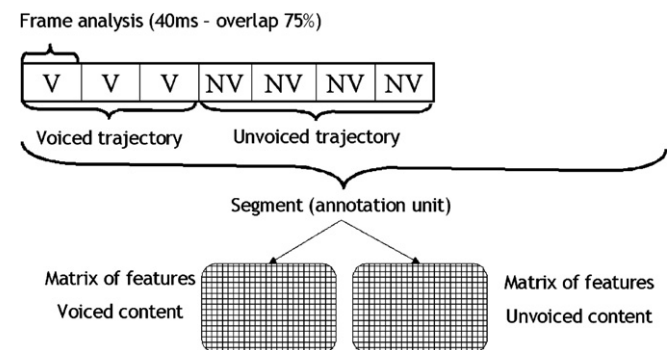 Frame analysis (40ms - overlap 75%)
V V V NV NV NV NV
Voiced trajectory Unvoiced trajectory
Segment (annotation unit)
Matrix of features
Voiced content
Matrix of features
Unvoiced content